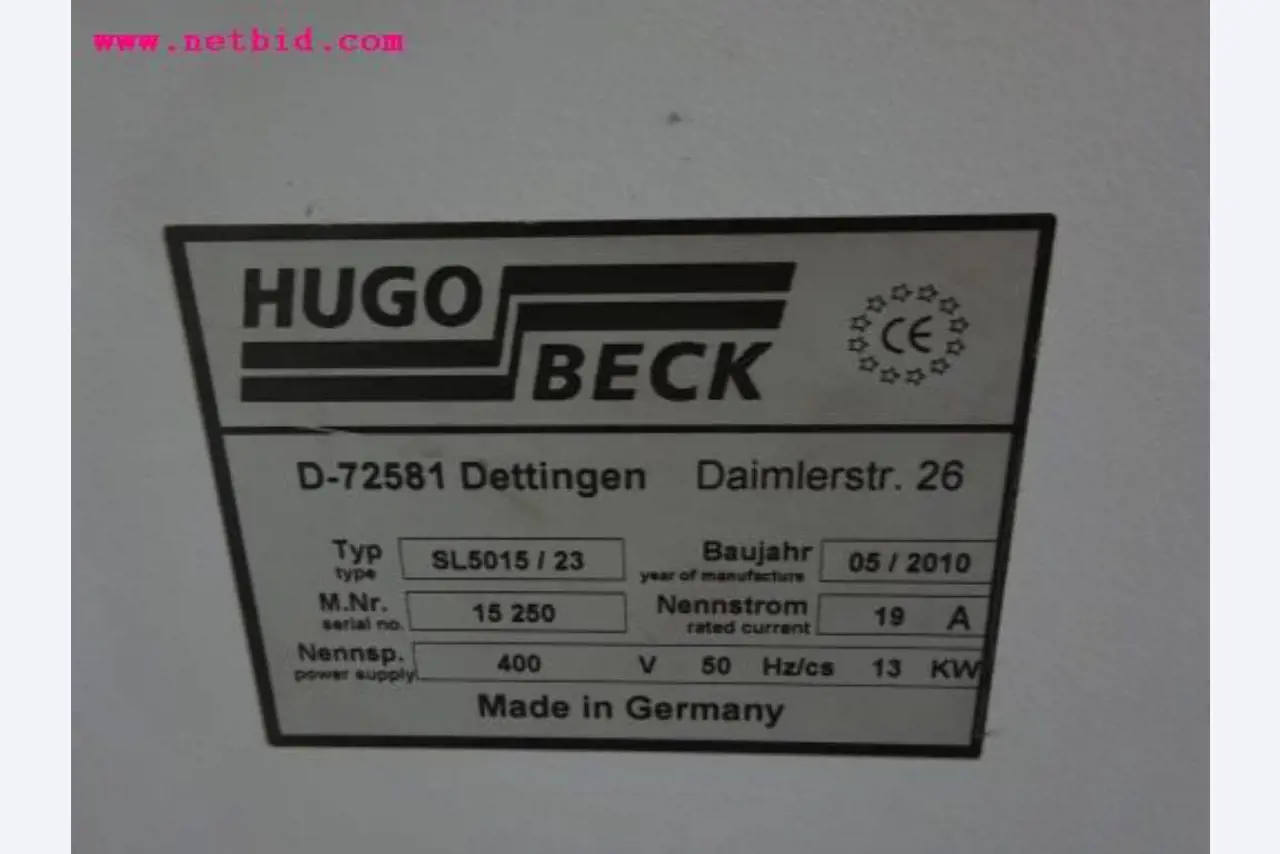 www.netbid.com
HUGO
BECK
CE
D-72581 Dettingen Daimlerstr. 26
Typ SL5015 / 23 Baujahr 05 / 2010
type year of manufacture
M.Nr. 15 250 Nennstrom 19 A
serial no. rated current
Nennsp. 400 V 50 Hz/cs 13 KW
power supply
Made in Germany